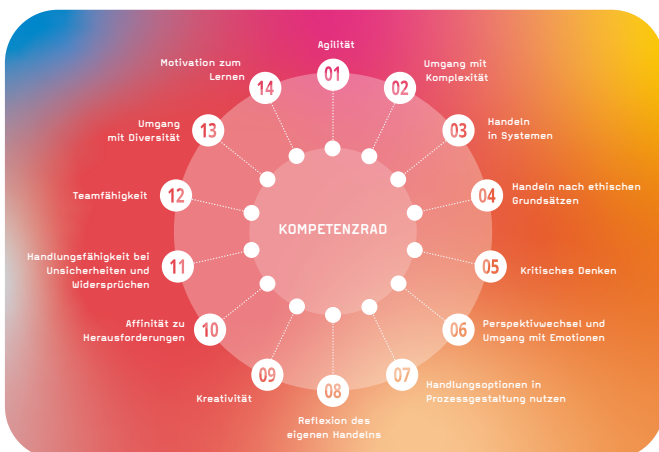 Agilität
01
Umgang mit
Komplexität
02
Handeln
in Systemen
03
Handeln nach ethischen
Grundsätzen
04
Kritisches Denken
05
Perspektivwechsel und
Umgang mit Emotionen
06
Handlungsoptionen in
Prozessgestaltung nutzen
07
Reflexion des
eigenen Handelns
08
Kreativität
09
Affinität zu
Herausforderungen
10
Handlungsfähigkeit bei
Unsicherheiten und
Widersprüchen
11
Teamfähigkeit
12
Umgang
mit Diversität
13
Motivation zum
Lernen
14
KOMPETENZRAD